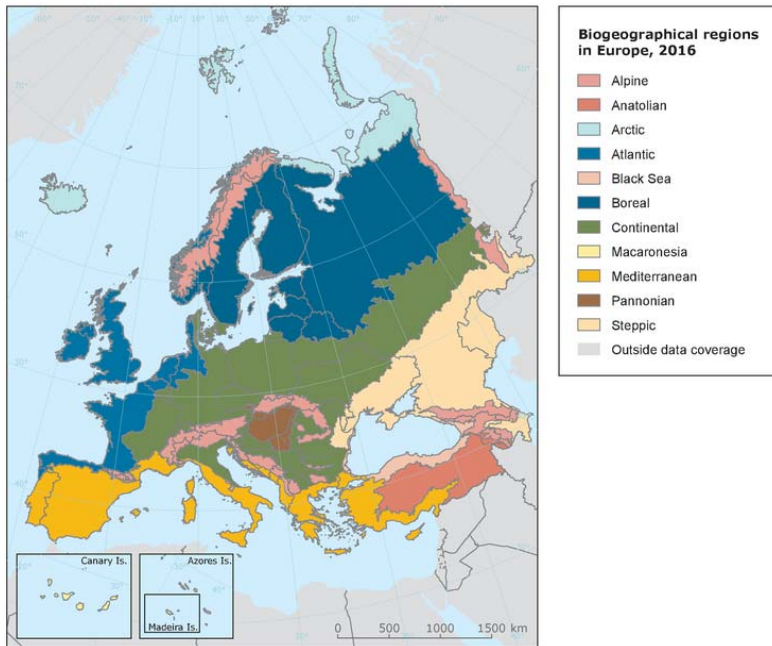 Biogeographical regions
in Europe, 2016
Alpine
Anatolian
Arctic
Atlantic
Black Sea
Boreal
Continental
Macaronesia
Mediterranean
Pannonian
Steppic
Outside data coverage
Canary Is.
Azores Is.
Madeira Is.
0 500 1000 1500 km